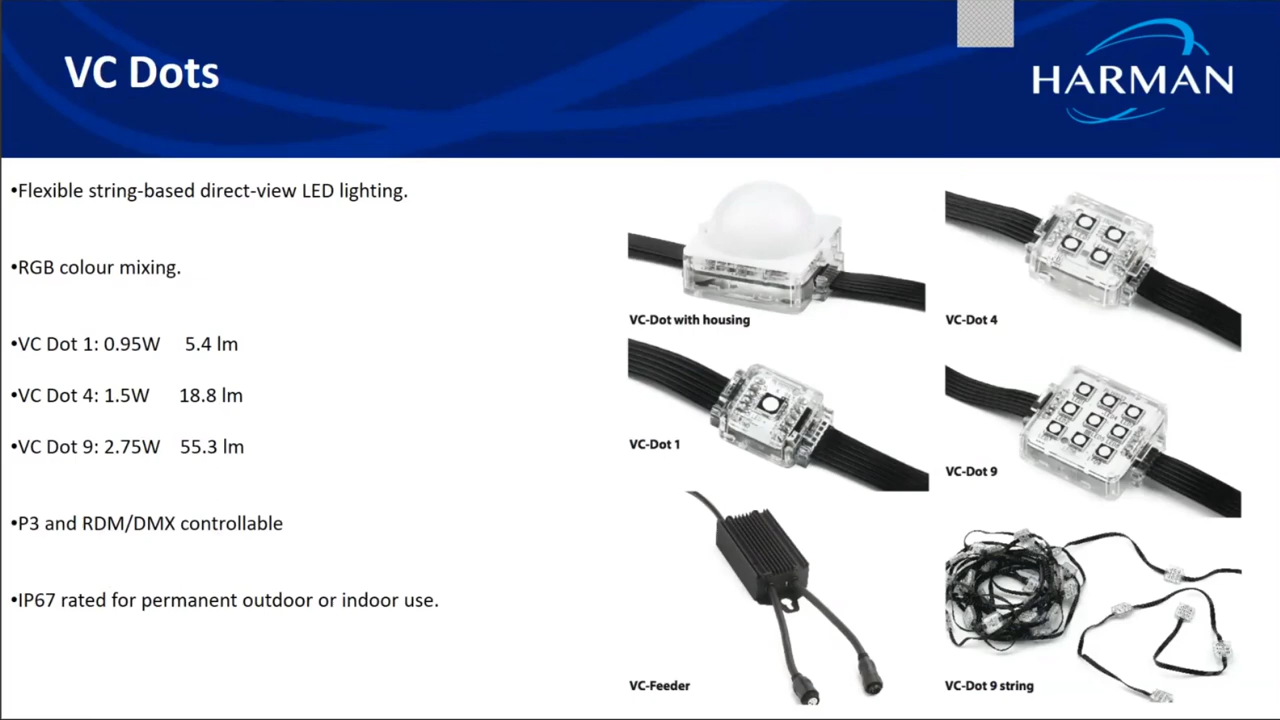 VC Dots
HARMAN
•Flexible string-based direct-view LED lighting.
•RGB colour mixing.
•VC Dot 1: 0.95W 5.4 lm
•VC Dot 4: 1.5W 18.8 lm
•VC Dot 9: 2.75W 55.3 lm
•P3 and RDM/DMX controllable
•IP67 rated for permanent outdoor or indoor use.
VC-Dot with housing
VC-Dot 4
VC-Dot 1
VC-Dot 9
VC-Feeder
VC-Dot 9 string